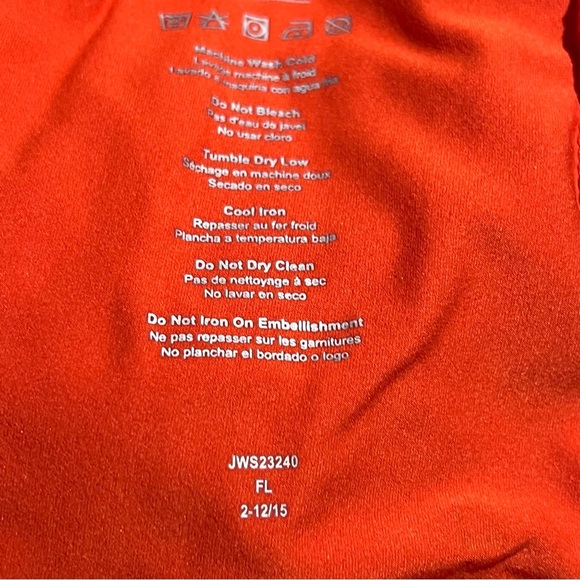 Machine Wash Cold
Lavage machine à froid
Lavado a maquina con agua fria
Do Not Bleach
Pas d'eau de javel
No usar cloro
Tumble Dry Low
Séchage en machine doux
Secado en seco
Cool Iron
Repasser au fer froid
Plancha a temperatura baja
Do Not Dry Clean
Pas de nettoyage à sec
No lavar en seco
Do Not Iron On Embellishment
Ne pas repasser sur les garnitures
No planchar el bordado o logo
JWS23240
FL
2-12/15